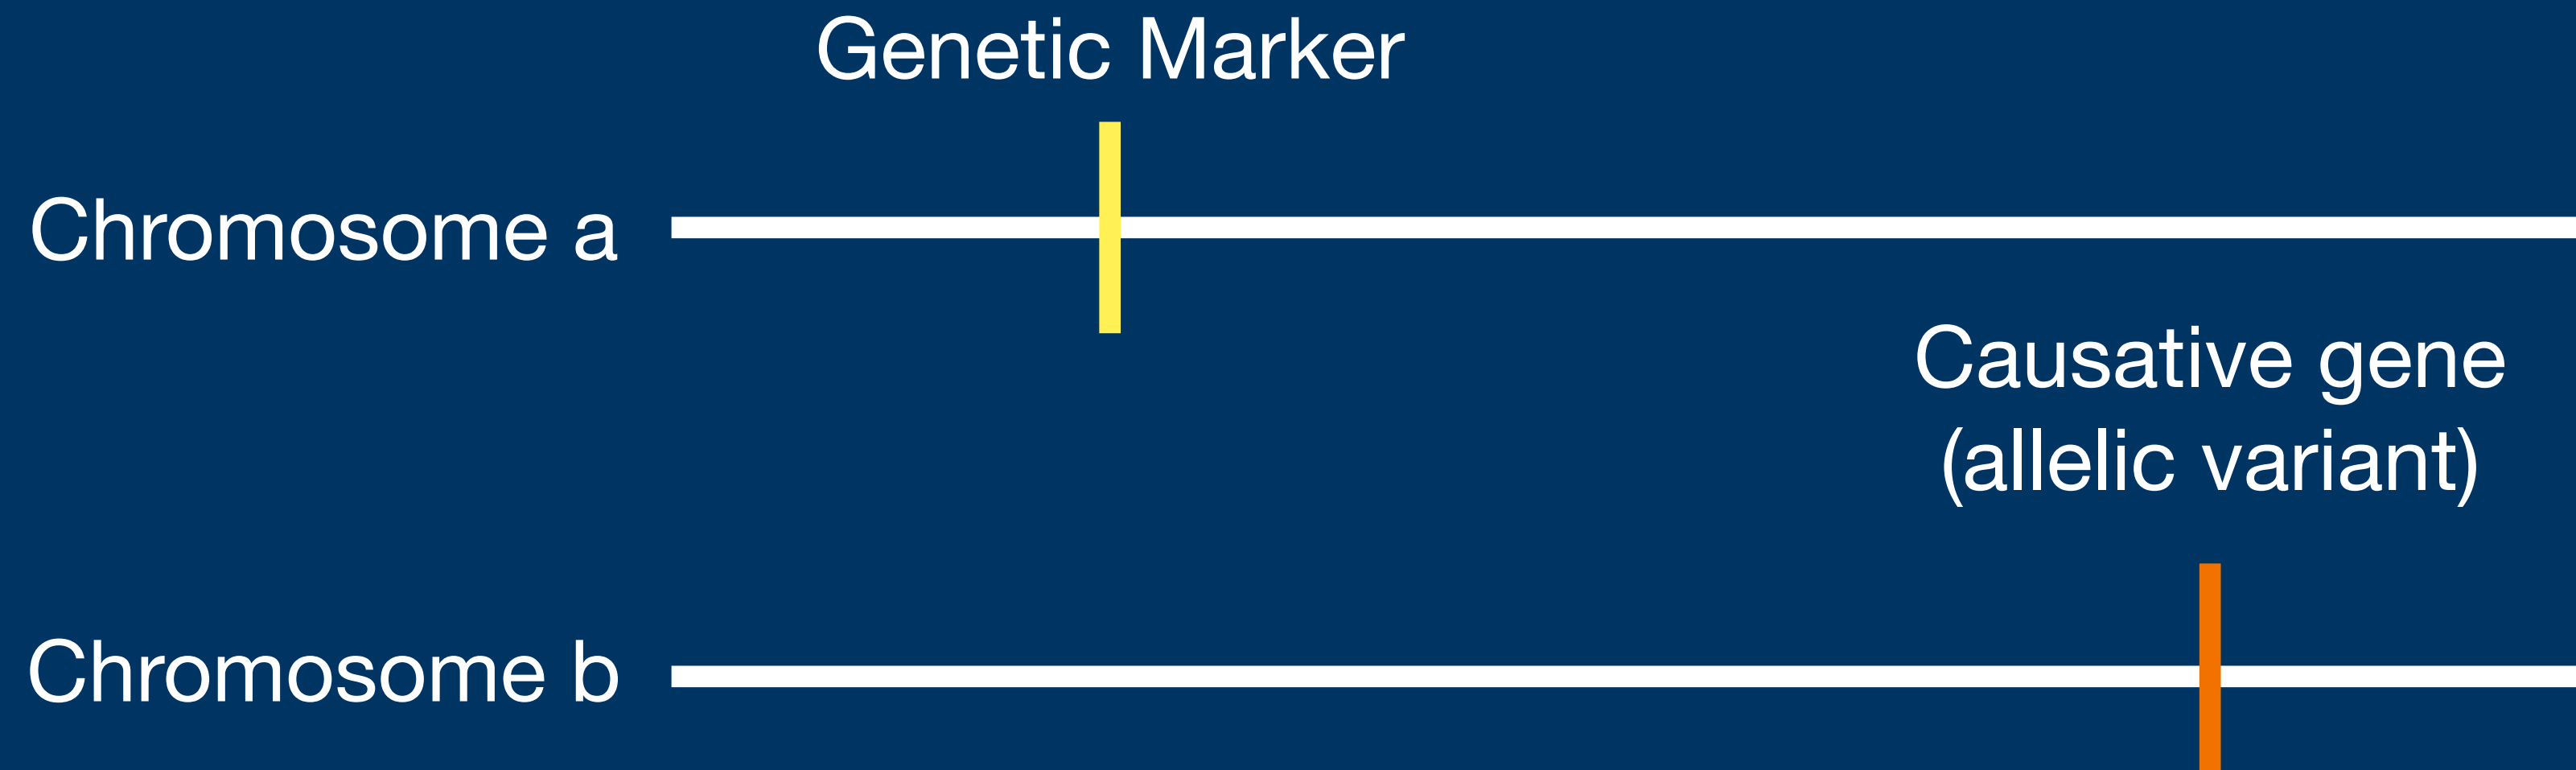 Genetic Marker
Chromosome a
Causative gene
(allelic variant)
Chromosome b